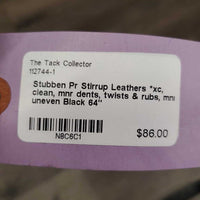 The Tack Collector
112744-1
Stubben Pr Stirrup Leathers *xc,
clean, mnr dents, twists & rubs, mnr
uneven Black 64"
N8C6C1
$86.00